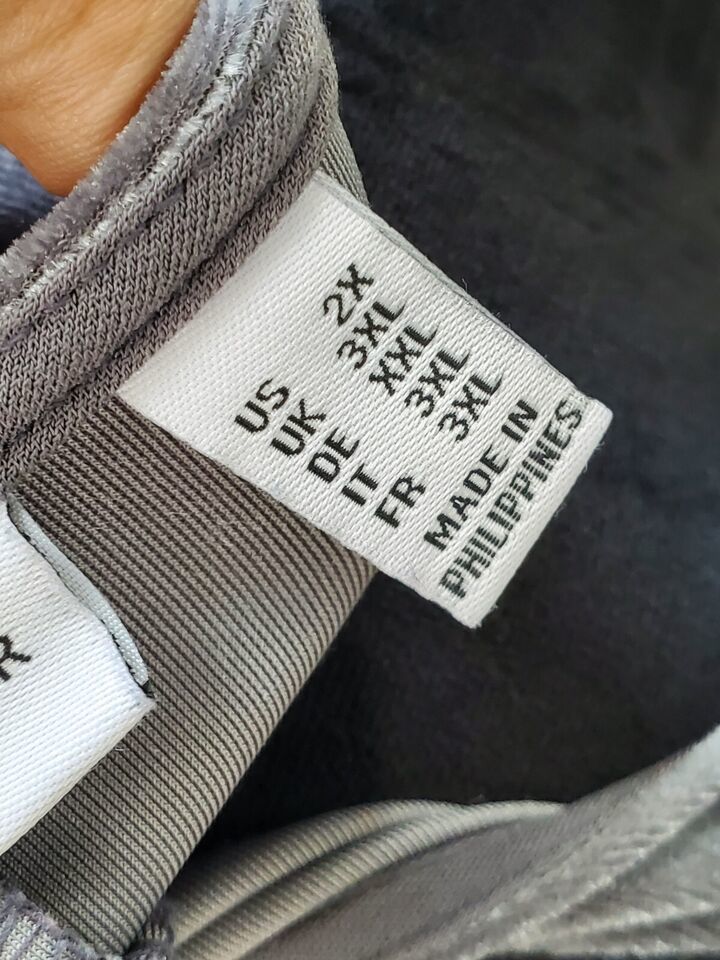 US 2X
UK 3XL
DE XXL
IT 3XL
FR 3XL
MADE IN
PHILIPPINES
R